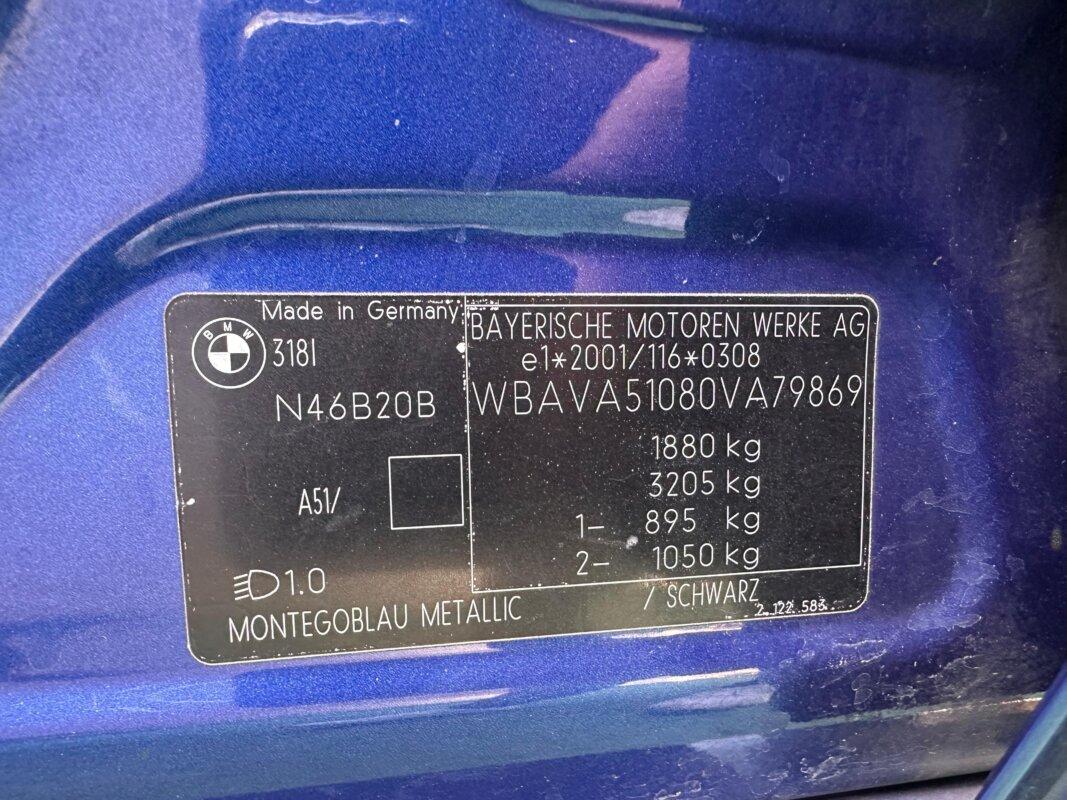 Made in Germany
BMW
318I
N46B20B
A51/
1.0
MONTEGOBLAU METALLIC
BAYERISCHE MOTOREN WERKE AG
e1*2001/116*0308
WBAVA51080VA79869
1880 kg
3205 kg
1- 895 kg
2- 1050 kg
/ SCHWARZ
2 122 583